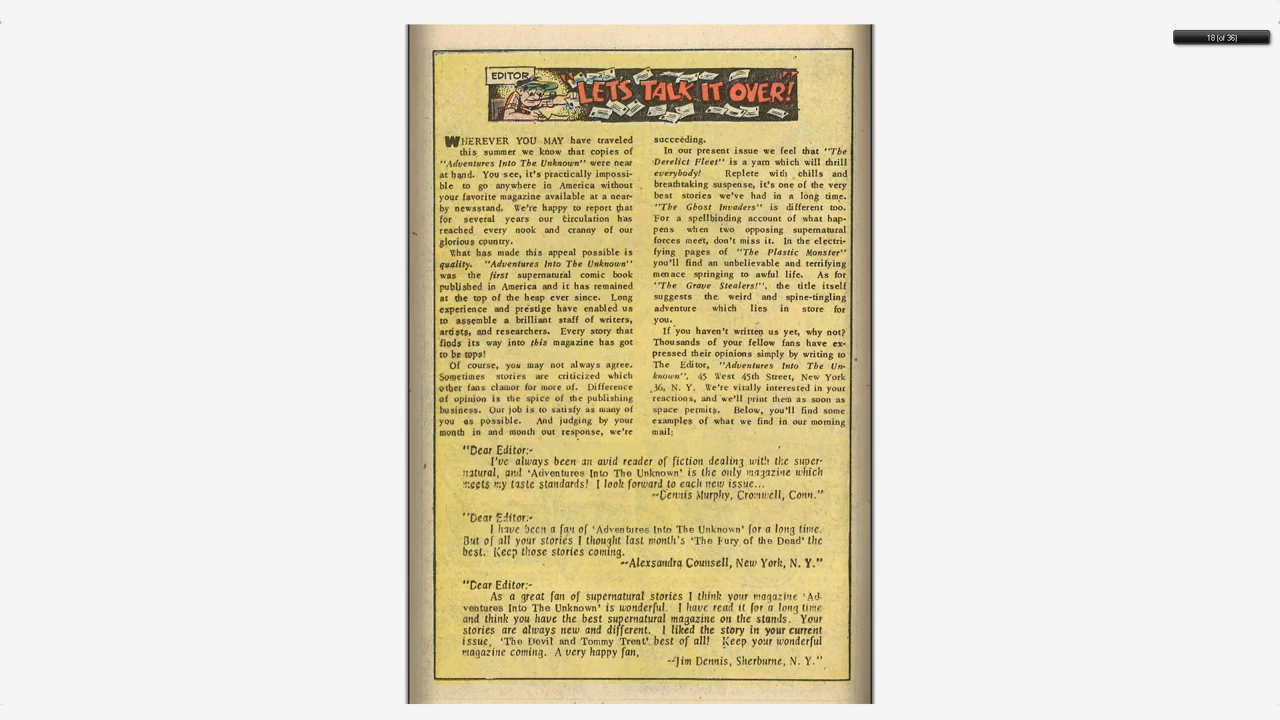 18 (of 36)
EDITOR
"LET'S TALK IT OVER!"
WHEREVER YOU MAY have traveled
this summer we know that copies of
"Adventures Into The Unknown" were near
at hand. You see, it's practically impossi-
ble to go anywhere in America without
your favorite magazine available at a near-
by newsstand. We're happy to report that
for several years our circulation has
reached every nook and cranny of our
glorious country.
What has made this appeal possible is
quality. "Adventures Into The Unknown"
was the first supernatural comic book
published in America and it has remained
at the top of the heap ever since. Long
experience and prestige have enabled us
to assemble a brilliant staff of writers,
artists, and researchers. Every story that
finds its way into this magazine has got
to be tops!
Of course, you may not always agree.
Sometimes stories are criticized which
other fans clamor for more of. Difference
of opinion is the spice of the publishing
business. Our job is to satisfy as many of
you as possible. And judging by your
month in and month out response, we're
succeeding.
In our present issue we feel that "The
Derelict Fleet" is a yarn which will thrill
everybody! Replete with chills and
breathtaking suspense, it's one of the very
best stories we've had in a long time.
"The Ghost Invaders" is different too.
For a spellbinding account of what hap-
pens when two opposing supernatural
forces meet, don't miss it. In the electri-
fying pages of "The Plastic Monster"
you'll find an unbelievable and terrifying
menace springing to awful life. As for
"The Grave Stealers!", the title itself
suggests the weird and spine-tingling
adventure which lies in store for
you.
If you haven't written us yet, why not?
Thousands of your fellow fans have ex-
pressed their opinions simply by writing to
The Editor, "Adventures Into The Un-
known", 45 West 45th Street, New York
36, N. Y. We're vitally interested in your
reactions, and we'll print them as soon as
space permits. Below, you'll find some
examples of what we find in our morning
mail:
"Dear Editor:-
I've always been an avid reader of fiction dealing with the super-
natural, and 'Adventures Into The Unknown' is the only magazine which
meets my taste standards! I look forward to each new issue...
--Dennis Murphy, Cromwell, Conn."
"Dear Editor:-
I have been a fan of 'Adventures Into The Unknown' for a long time.
But of all your stories I thought last month's 'The Fury of the Dead' the
best. Keep those stories coming.
--Alexsandra Counsell, New York, N. Y."
"Dear Editor:-
As a great fan of supernatural stories I think your magazine 'Ad-
ventures Into The Unknown' is wonderful. I have read it for a long time
and think you have the best supernatural magazine on the stands. Your
stories are always new and different. I liked the story in your current
issue, 'The Devil and Tommy Trent' best of all! Keep your wonderful
magazine coming. A very happy fan,
--Jim Dennis, Sherburne, N. Y."